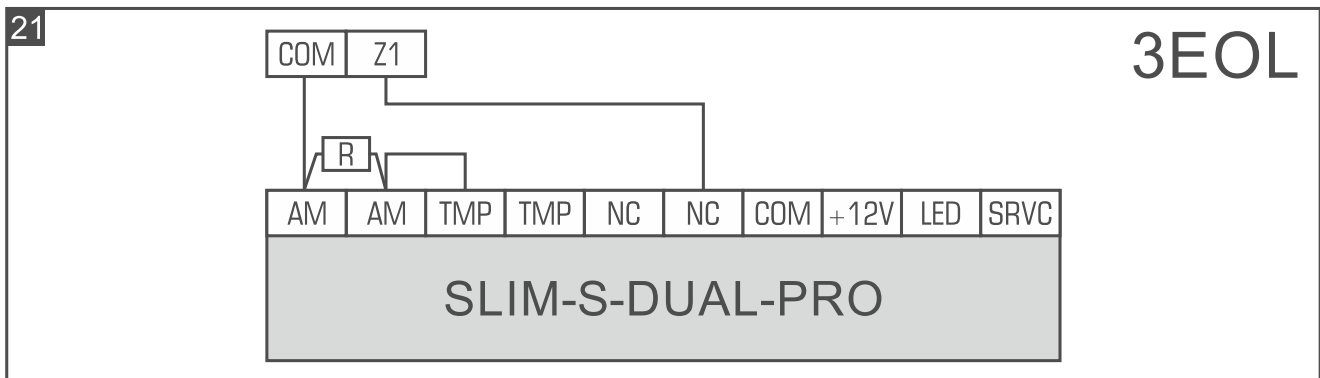 21
3EOL
COM Z1
R
AM AM TMP TMP NC NC COM +12V LED SRVC
SLIM-S-DUAL-PRO